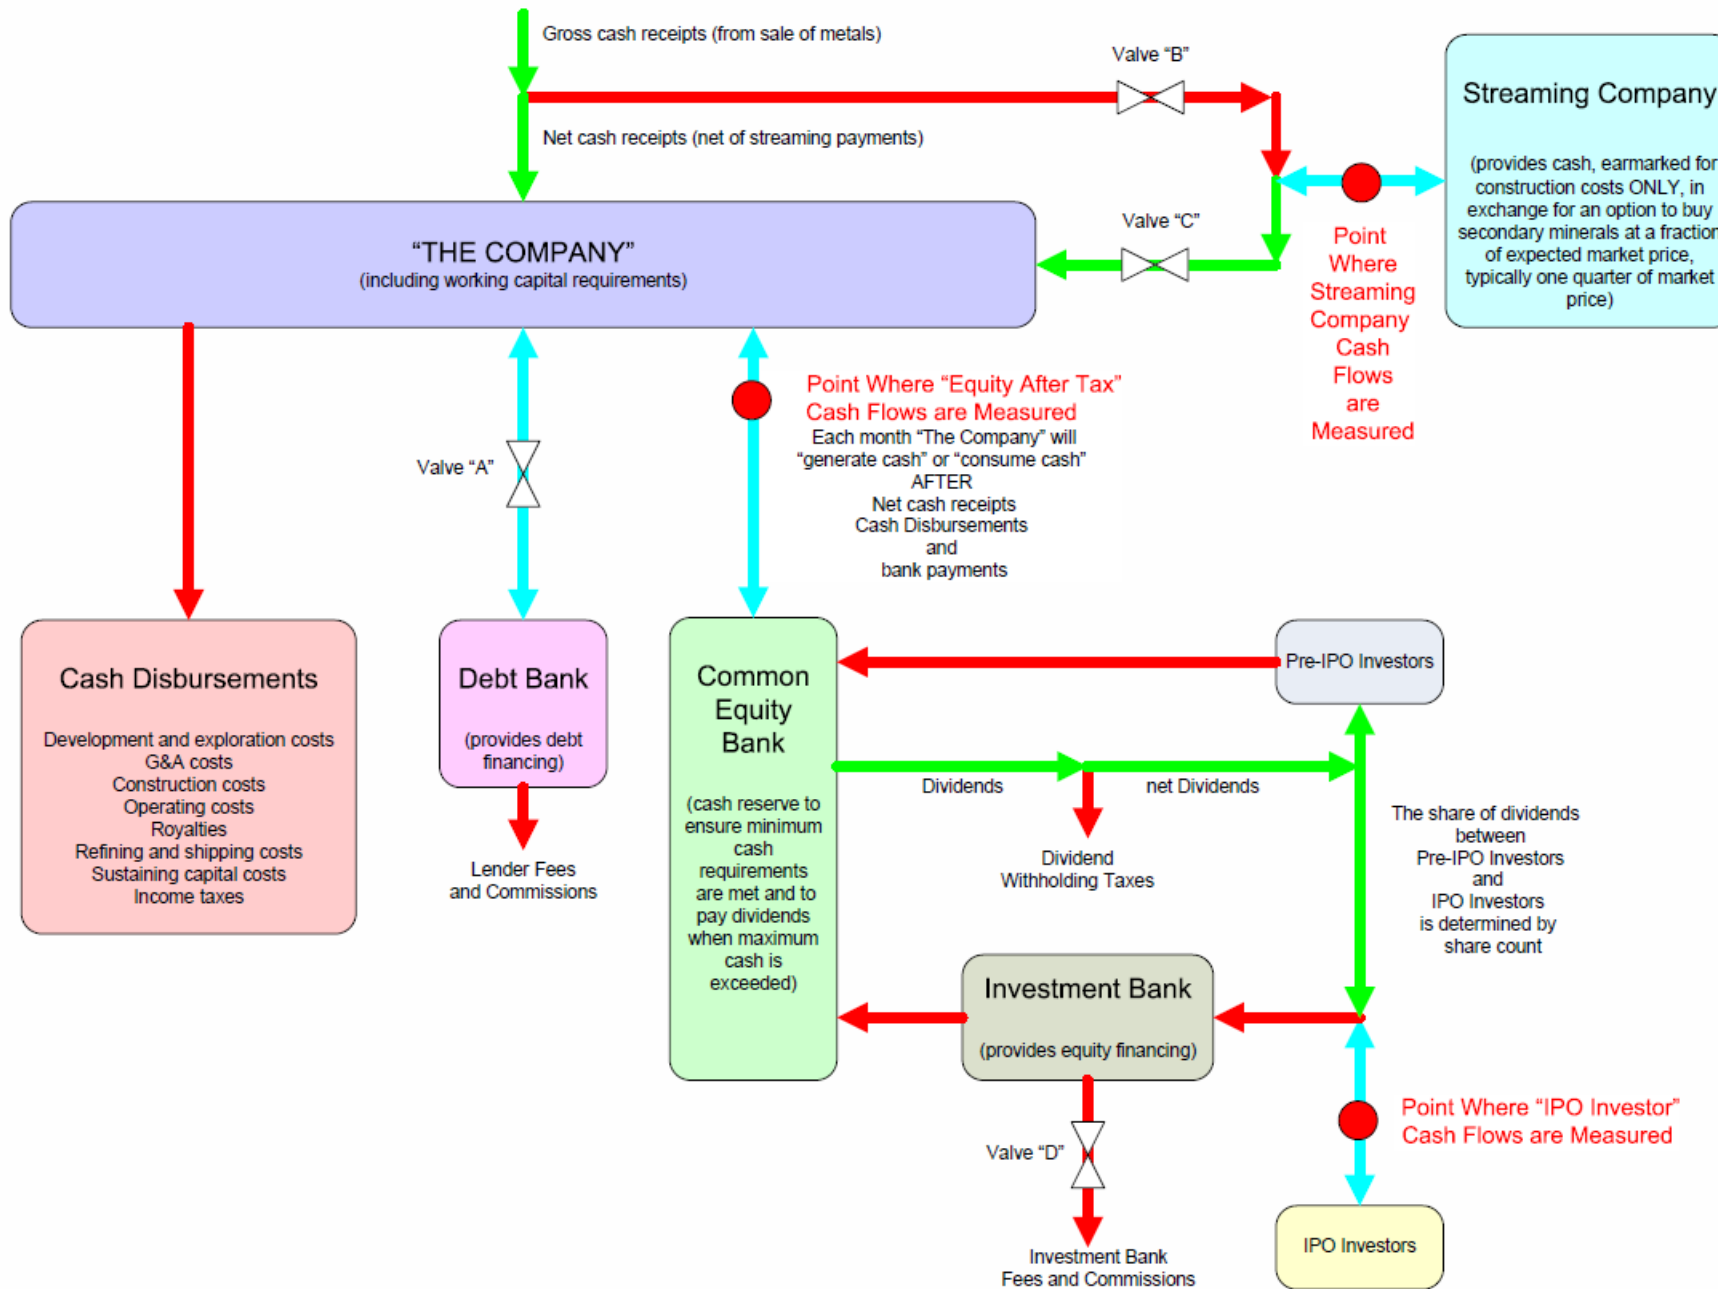 Gross cash receipts (from sale of metals)
Valve “B”
Net cash receipts (net of streaming payments)
Streaming Company
(provides cash, earmarked for
construction costs ONLY, in
exchange for an option to buy
secondary minerals at a fraction
of expected market price,
typically one quarter of market
price)
“THE COMPANY”
(including working capital requirements)
Valve “C”
Point
Where
Streaming
Company
Cash
Flows
are
Measured
Valve “A”
Point Where “Equity After Tax”
Cash Flows are Measured
Each month “The Company” will
“generate cash” or “consume cash”
AFTER
Net cash receipts
Cash Disbursements
and
bank payments
Cash Disbursements
Development and exploration costs
G&A costs
Construction costs
Operating costs
Royalties
Refining and shipping costs
Sustaining capital costs
Income taxes
Debt Bank
(provides debt
financing)
Lender Fees
and Commissions
Common
Equity
Bank
(cash reserve to
ensure minimum
cash
requirements
are met and to
pay dividends
when maximum
cash is
exceeded)
Pre-IPO Investors
Dividends
net Dividends
Dividend
Withholding Taxes
The share of dividends
between
Pre-IPO Investors
and
IPO Investors
is determined by
share count
Investment Bank
(provides equity financing)
Valve “D”
Investment Bank
Fees and Commissions
Point Where “IPO Investor”
Cash Flows are Measured
IPO Investors